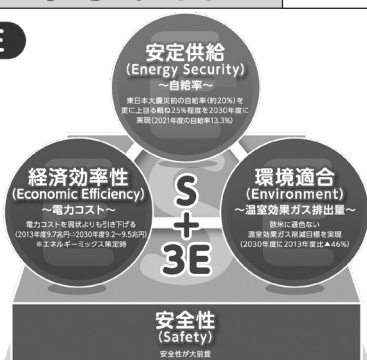 安定供給
(Energy Security)
～自給率～
東日本大震災前の自給率(約20%)を
更に上回る概ね25%程度を2030年度に
実現(2021年度の自給率13.3%)
経済効率性
(Economic Efficiency)
～電力コスト～
電力コストを現状よりも引き下げる
(2013年度9.7兆円⇨2030年度9.2～9.5兆円)
※エネルギーミックス策定時
環境適合
(Environment)
～温室効果ガス排出量～
欧米に遜色ない
温室効果ガス削減目標を実現
(2030年度に2013年度比▲46%)
S
+
3E
安全性
(Safety)
安全性が大前提